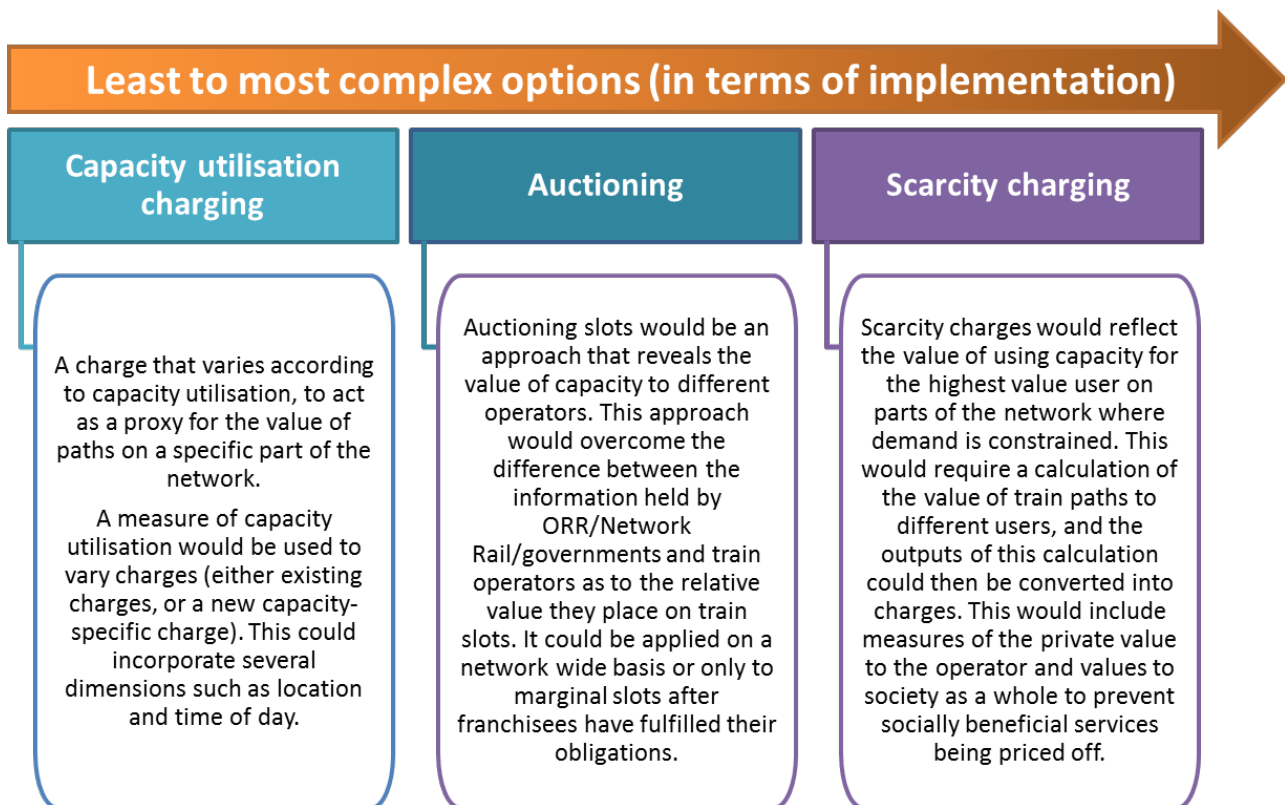 Least to most complex options (in terms of implementation)
Capacity utilisation
charging
A charge that varies according
to capacity utilisation, to act
as a proxy for the value of
paths on a specific part of the
network.
A measure of capacity
utilisation would be used to
vary charges (either existing
charges, or a new capacity-
specific charge). This could
incorporate several
dimensions such as location
and time of day.
Auctioning
Auctioning slots would be an
approach that reveals the
value of capacity to different
operators. This approach
would overcome the
difference between the
information held by
ORR/Network
Rail/governments and train
operators as to the relative
value they place on train
slots. It could be applied on a
network wide basis or only to
marginal slots after
franchisees have fulfilled their
obligations.
Scarcity charging
Scarcity charges would reflect
the value of using capacity for
the highest value user on
parts of the network where
demand is constrained. This
would require a calculation of
the value of train paths to
different users, and the
outputs of this calculation
could then be converted into
charges. This would include
measures of the private value
to the operator and values to
society as a whole to prevent
socially beneficial services
being priced off.